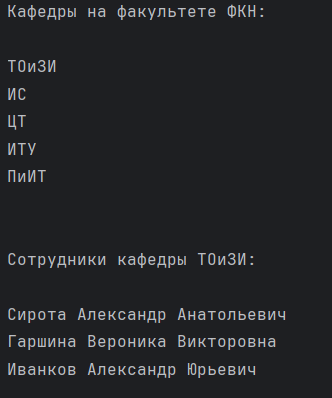 Кафедры на факультете ФКН:
ТОиЗИ
ИС
ЦТ
ИТУ
ПиИТ
Сотрудники кафедры ТОиЗИ:
Сирота Александр Анатольевич
Гаршина Вероника Викторовна
Иванков Александр Юрьевич